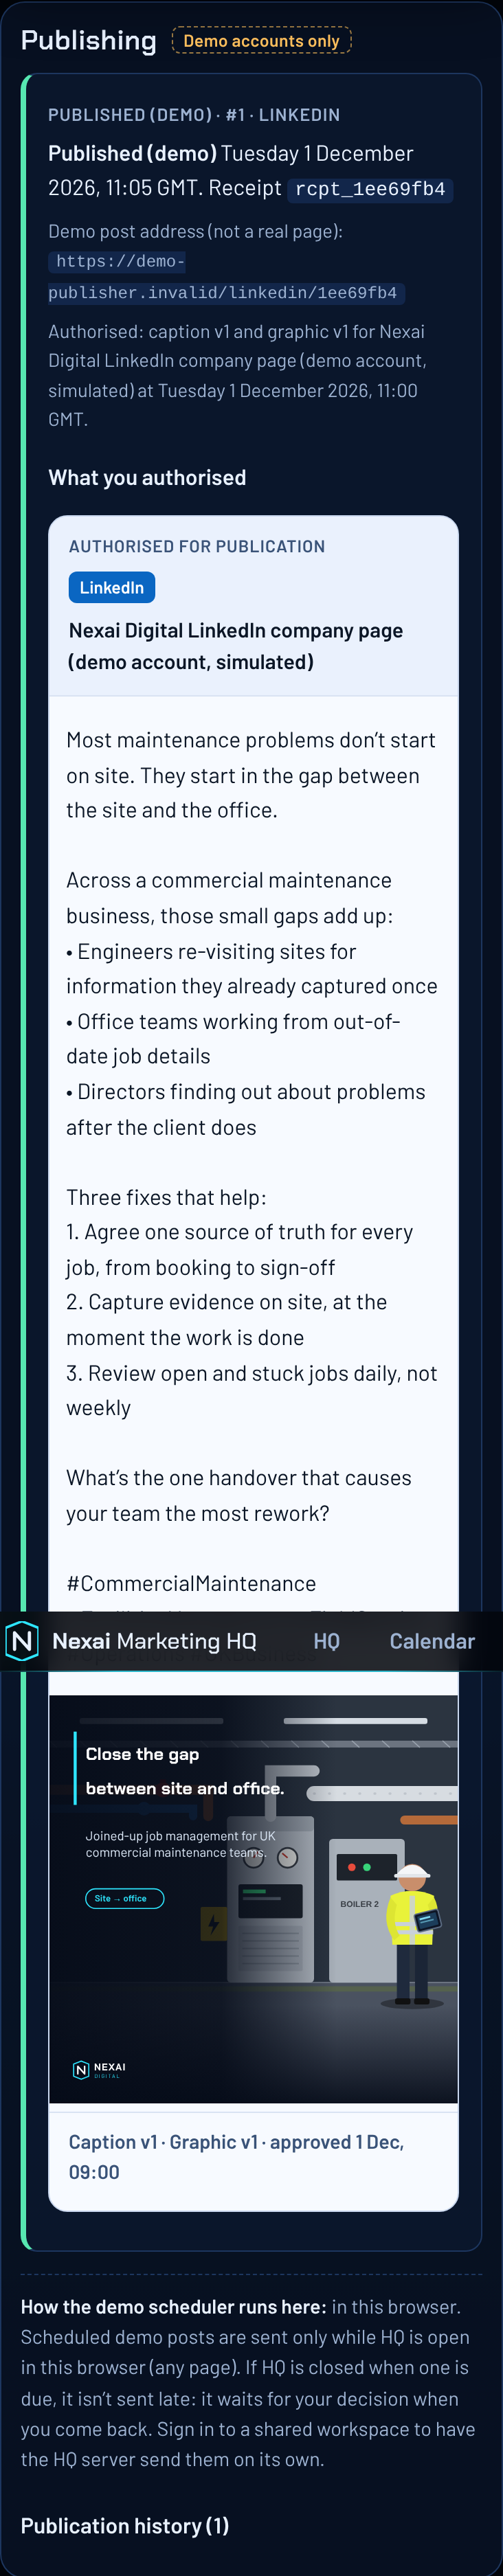 Publishing
Demo accounts only
PUBLISHED (DEMO) · #1 · LINKEDIN
Published (demo) Tuesday 1 December
2026, 11:05 GMT. Receipt rcpt_1ee69fb4
Demo post address (not a real page):
https://demo-
publisher.invalid/linkedin/1ee69fb4
Authorised: caption v1 and graphic v1 for Nexai
Digital LinkedIn company page (demo account,
simulated) at Tuesday 1 December 2026, 11:00
GMT.
What you authorised
AUTHORISED FOR PUBLICATION
LinkedIn
Nexai Digital LinkedIn company page
(demo account, simulated)
Most maintenance problems don’t start
on site. They start in the gap between
the site and the office.
Across a commercial maintenance
business, those small gaps add up:
• Engineers re-visiting sites for
information they already captured once
• Office teams working from out-of-
date job details
• Directors finding out about problems
after the client does
Three fixes that help:
1. Agree one source of truth for every
job, from booking to sign-off
2. Capture evidence on site, at the
moment the work is done
3. Review open and stuck jobs daily, not
weekly
What’s the one handover that causes
your team the most rework?
#CommercialMaintenance
N Nexai Marketing HQ
HQ
Calendar
Close the gap
between site and office.
Joined-up job management for UK
commercial maintenance teams.
Site → office
BOILER 2
N NEXAI
DIGITAL
Caption v1 · Graphic v1 · approved 1 Dec,
09:00
How the demo scheduler runs here: in this browser.
Scheduled demo posts are sent only while HQ is open
in this browser (any page). If HQ is closed when one is
due, it isn’t sent late: it waits for your decision when
you come back. Sign in to a shared workspace to have
the HQ server send them on its own.
Publication history (1)